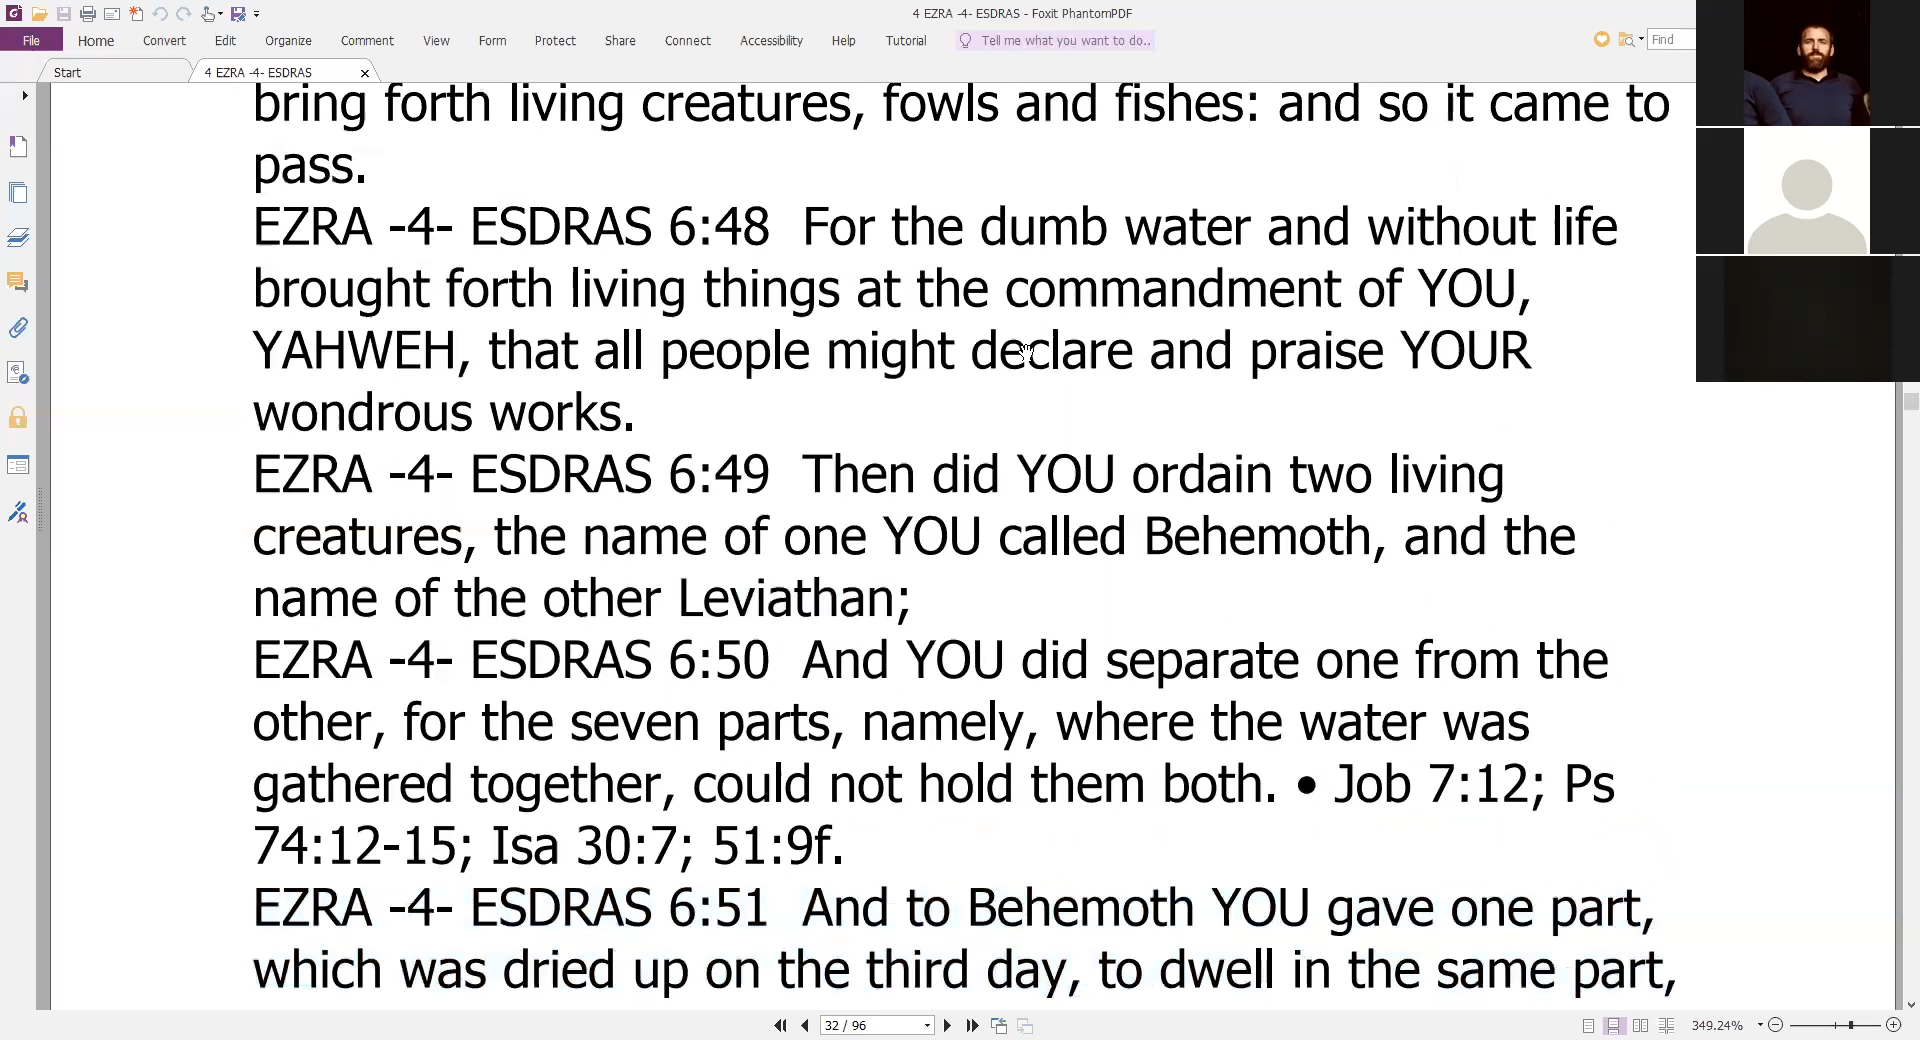 4 EZRA -4- ESDRAS - Foxit PhantomPDF
File Home Convert Edit Organize Comment View Form Protect Share Connect Accessibility Help Tutorial Tell me what you want to do.. Find
Start 4 EZRA -4- ESDRAS
bring forth living creatures, fowls and fishes: and so it came to
pass.
EZRA -4- ESDRAS 6:48 For the dumb water and without life
brought forth living things at the commandment of YOU,
YAHWEH, that all people might declare and praise YOUR
wondrous works.
EZRA -4- ESDRAS 6:49 Then did YOU ordain two living
creatures, the name of one YOU called Behemoth, and the
name of the other Leviathan;
EZRA -4- ESDRAS 6:50 And YOU did separate one from the
other, for the seven parts, namely, where the water was
gathered together, could not hold them both. • Job 7:12; Ps
74:12-15; Isa 30:7; 51:9f.
EZRA -4- ESDRAS 6:51 And to Behemoth YOU gave one part,
which was dried up on the third day, to dwell in the same part,
32 / 96 349.24%